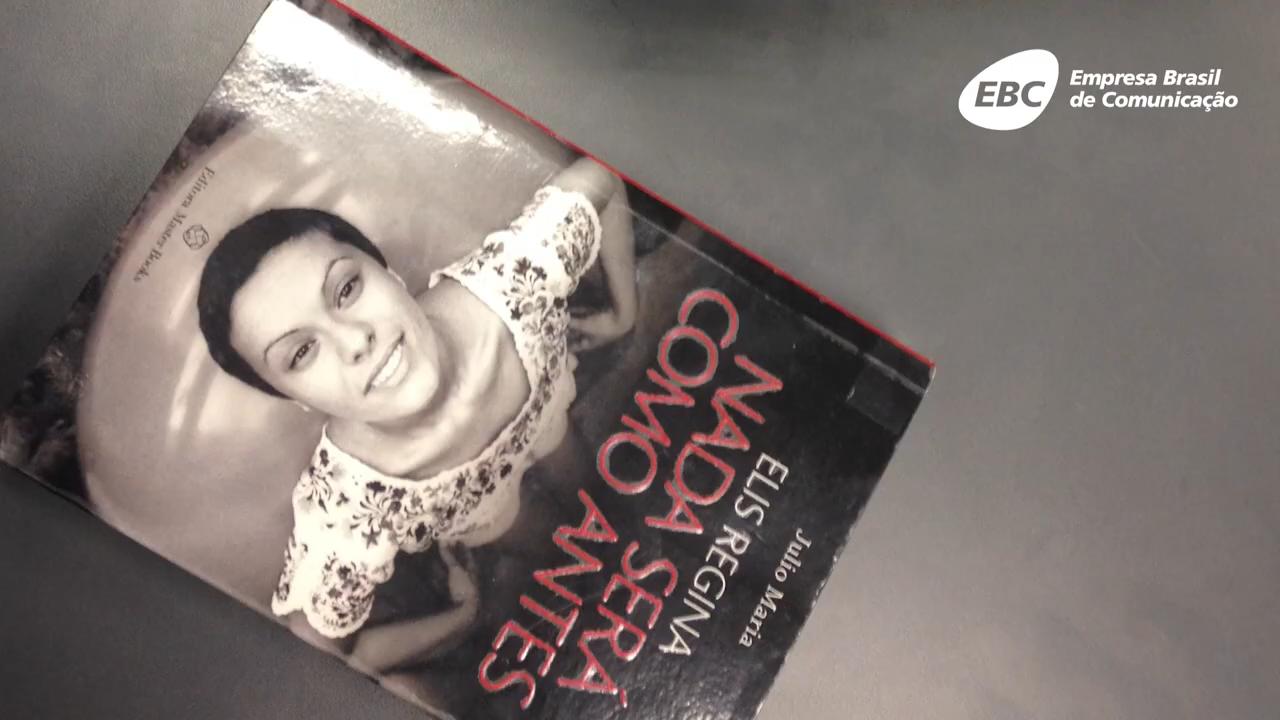 EBC
Empresa Brasil
de Comunicação
Julio Maria
ELIS REGINA
NADA SERÁ
COMO ANTES
Editora Master Books